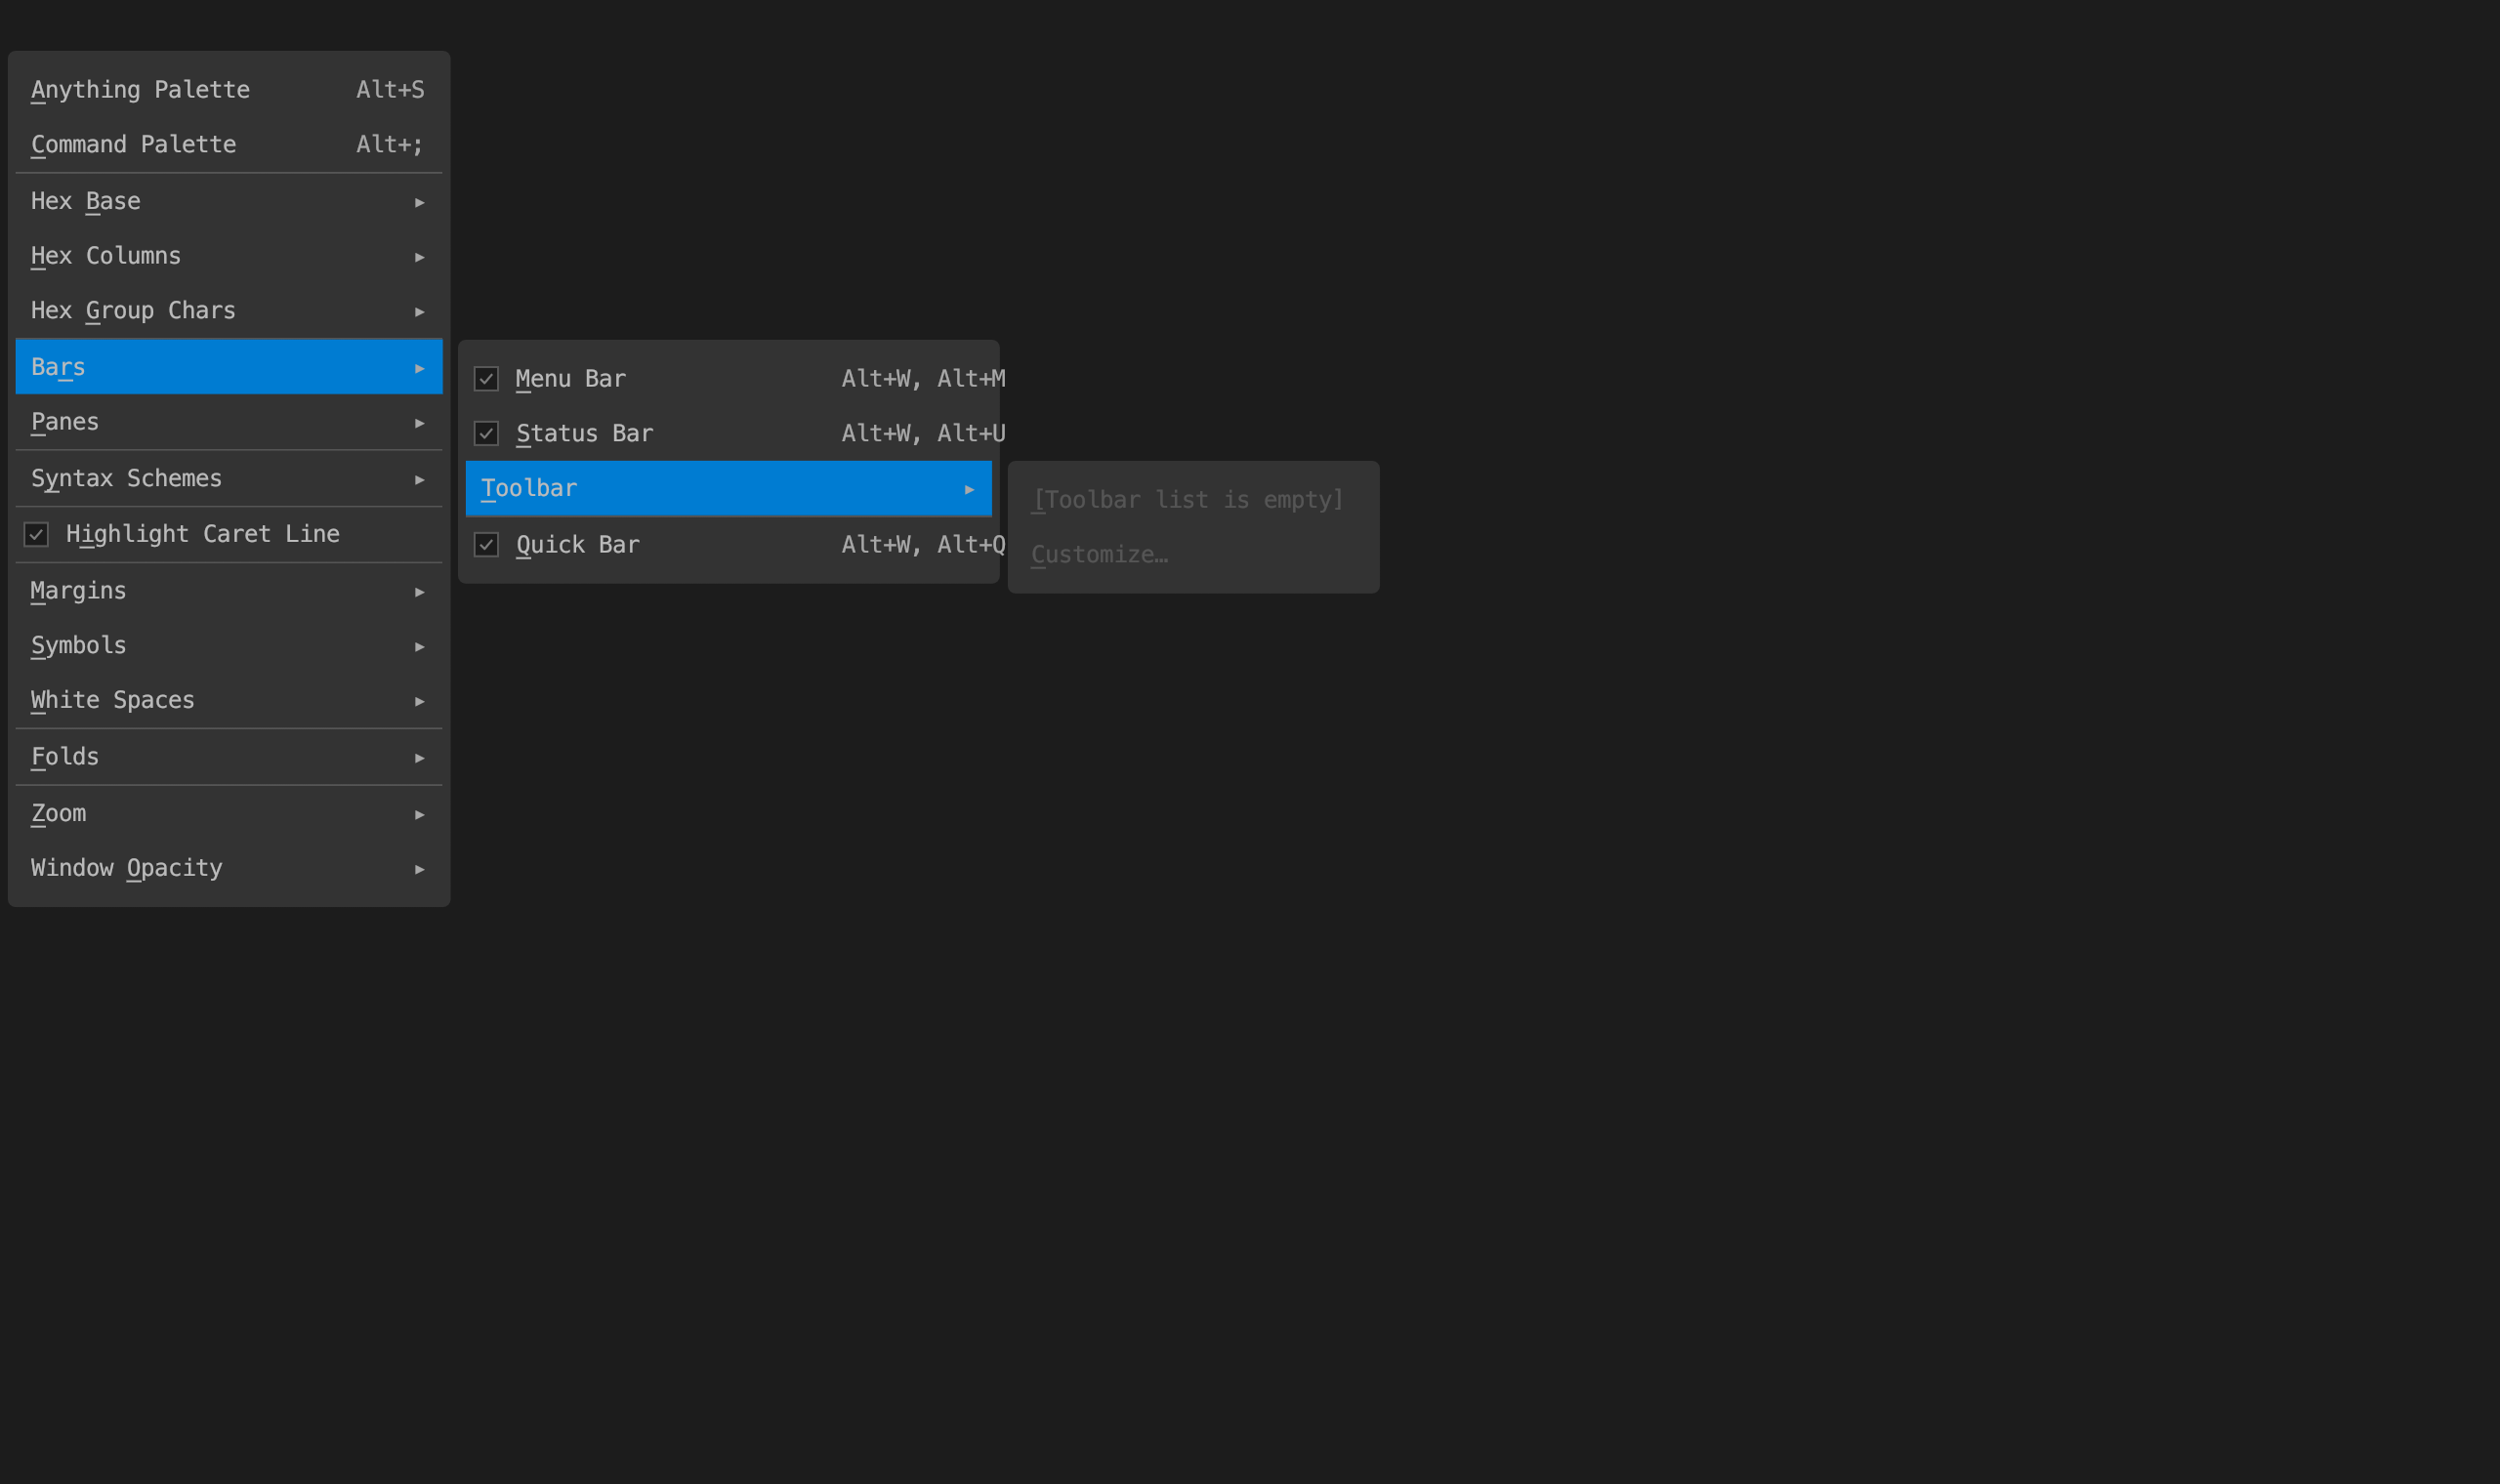 Anything Palette Alt+S
Command Palette Alt+;
Hex Base ▸
Hex Columns ▸
Hex Group Chars ▸
Bars ▸
Panes ▸
Syntax Schemes ▸
Highlight Caret Line
Margins ▸
Symbols ▸
White Spaces ▸
Folds ▸
Zoom ▸
Window Opacity ▸
Menu Bar Alt+W, Alt+M
Status Bar Alt+W, Alt+U
Toolbar ▸
Quick Bar Alt+W, Alt+Q
[Toolbar list is empty]
Customize…